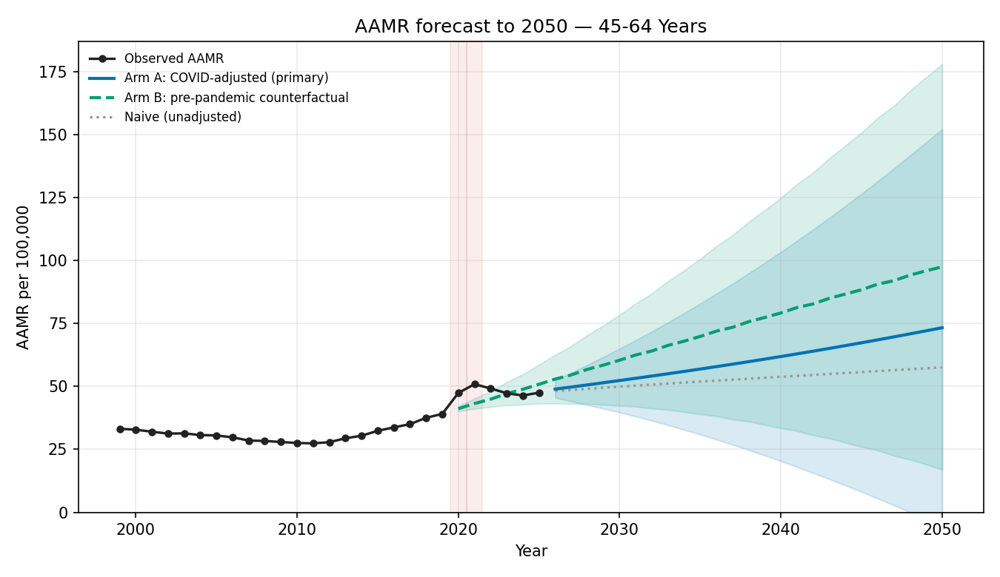 AAMR forecast to 2050 — 45-64 Years
Observed AAMR
Arm A: COVID-adjusted (primary)
Arm B: pre-pandemic counterfactual
Naive (unadjusted)
AAMR per 100,000
175
150
125
100
75
50
25
0
2000 2010 2020 2030 2040 2050
Year